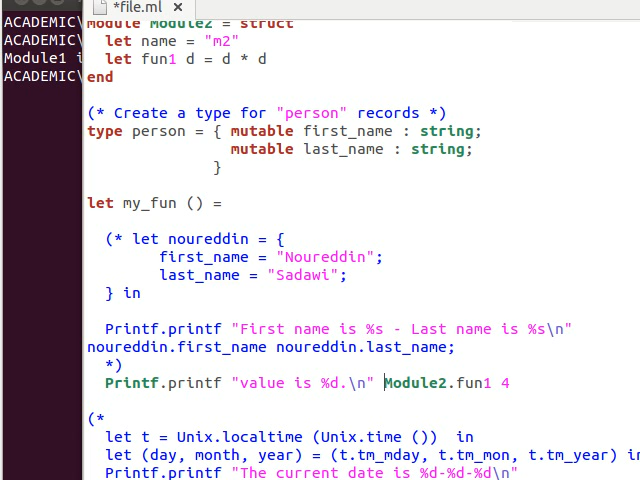 *file.ml ×
ACADEMIC\
ACADEMIC\
Module1 i
ACADEMIC\
module Module2 = struct
let name = "m2"
let fun1 d = d * d
end
(* Create a type for "person" records *)
type person = { mutable first_name : string;
mutable last_name : string;
}
let my_fun () =
(* let noureddin = {
first_name = "Noureddin";
last_name = "Sadawi";
} in
Printf.printf "First name is %s - Last name is %s\n"
noureddin.first_name noureddin.last_name;
*)
Printf.printf "value is %d.\n" Module2.fun1 4
(*
let t = Unix.localtime (Unix.time ()) in
let (day, month, year) = (t.tm_mday, t.tm_mon, t.tm_year) in
Printf.printf "The current date is %d-%d-%d\n"